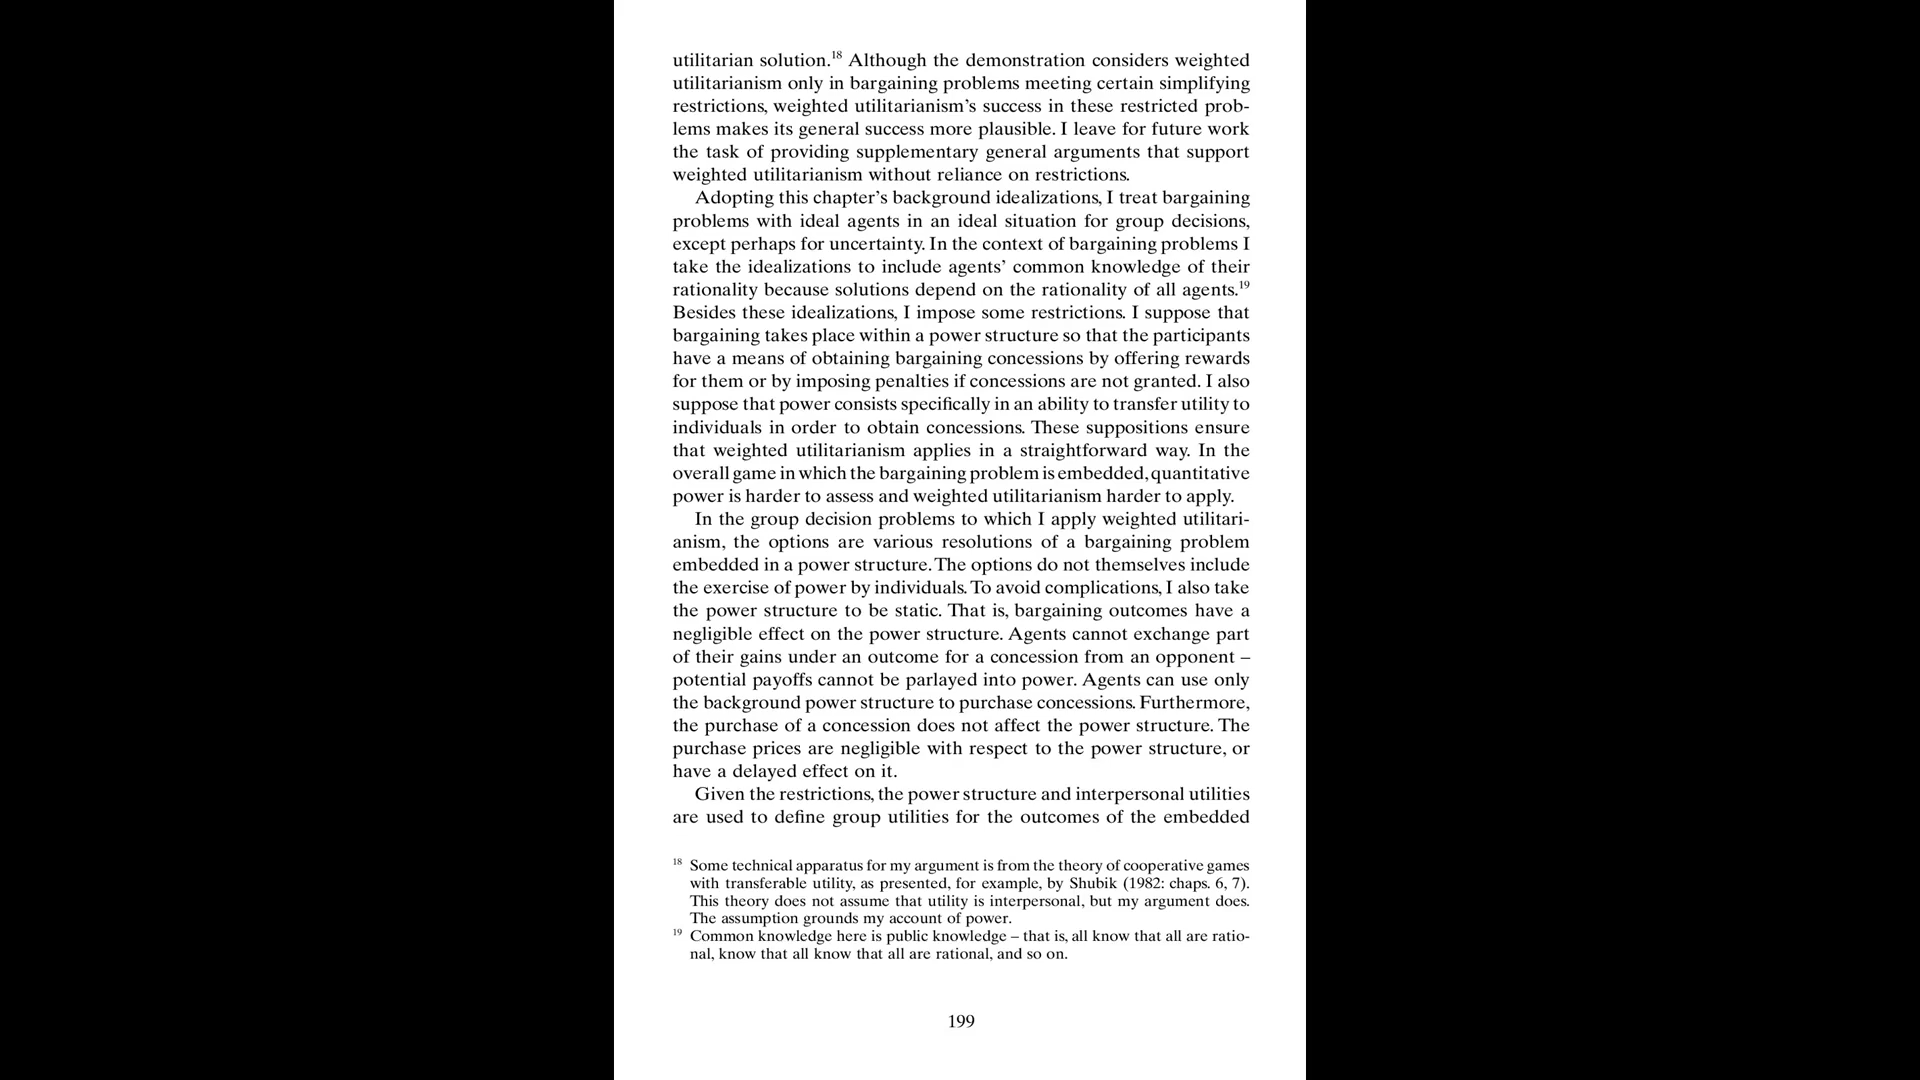 utilitarian solution.18 Although the demonstration considers weighted
utilitarianism only in bargaining problems meeting certain simplifying
restrictions, weighted utilitarianism’s success in these restricted prob-
lems makes its general success more plausible. I leave for future work
the task of providing supplementary general arguments that support
weighted utilitarianism without reliance on restrictions.
Adopting this chapter’s background idealizations, I treat bargaining
problems with ideal agents in an ideal situation for group decisions,
except perhaps for uncertainty. In the context of bargaining problems I
take the idealizations to include agents’ common knowledge of their
rationality because solutions depend on the rationality of all agents.19
Besides these idealizations, I impose some restrictions. I suppose that
bargaining takes place within a power structure so that the participants
have a means of obtaining bargaining concessions by offering rewards
for them or by imposing penalties if concessions are not granted. I also
suppose that power consists specifically in an ability to transfer utility to
individuals in order to obtain concessions. These suppositions ensure
that weighted utilitarianism applies in a straightforward way. In the
overall game in which the bargaining problem is embedded, quantitative
power is harder to assess and weighted utilitarianism harder to apply.
In the group decision problems to which I apply weighted utilitari-
anism, the options are various resolutions of a bargaining problem
embedded in a power structure. The options do not themselves include
the exercise of power by individuals. To avoid complications, I also take
the power structure to be static. That is, bargaining outcomes have a
negligible effect on the power structure. Agents cannot exchange part
of their gains under an outcome for a concession from an opponent –
potential payoffs cannot be parlayed into power. Agents can use only
the background power structure to purchase concessions. Furthermore,
the purchase of a concession does not affect the power structure. The
purchase prices are negligible with respect to the power structure, or
have a delayed effect on it.
Given the restrictions, the power structure and interpersonal utilities
are used to define group utilities for the outcomes of the embedded
18 Some technical apparatus for my argument is from the theory of cooperative games
with transferable utility, as presented, for example, by Shubik (1982: chaps. 6, 7).
This theory does not assume that utility is interpersonal, but my argument does.
The assumption grounds my account of power.
19 Common knowledge here is public knowledge – that is, all know that all are ratio-
nal, know that all know that all are rational, and so on.
199